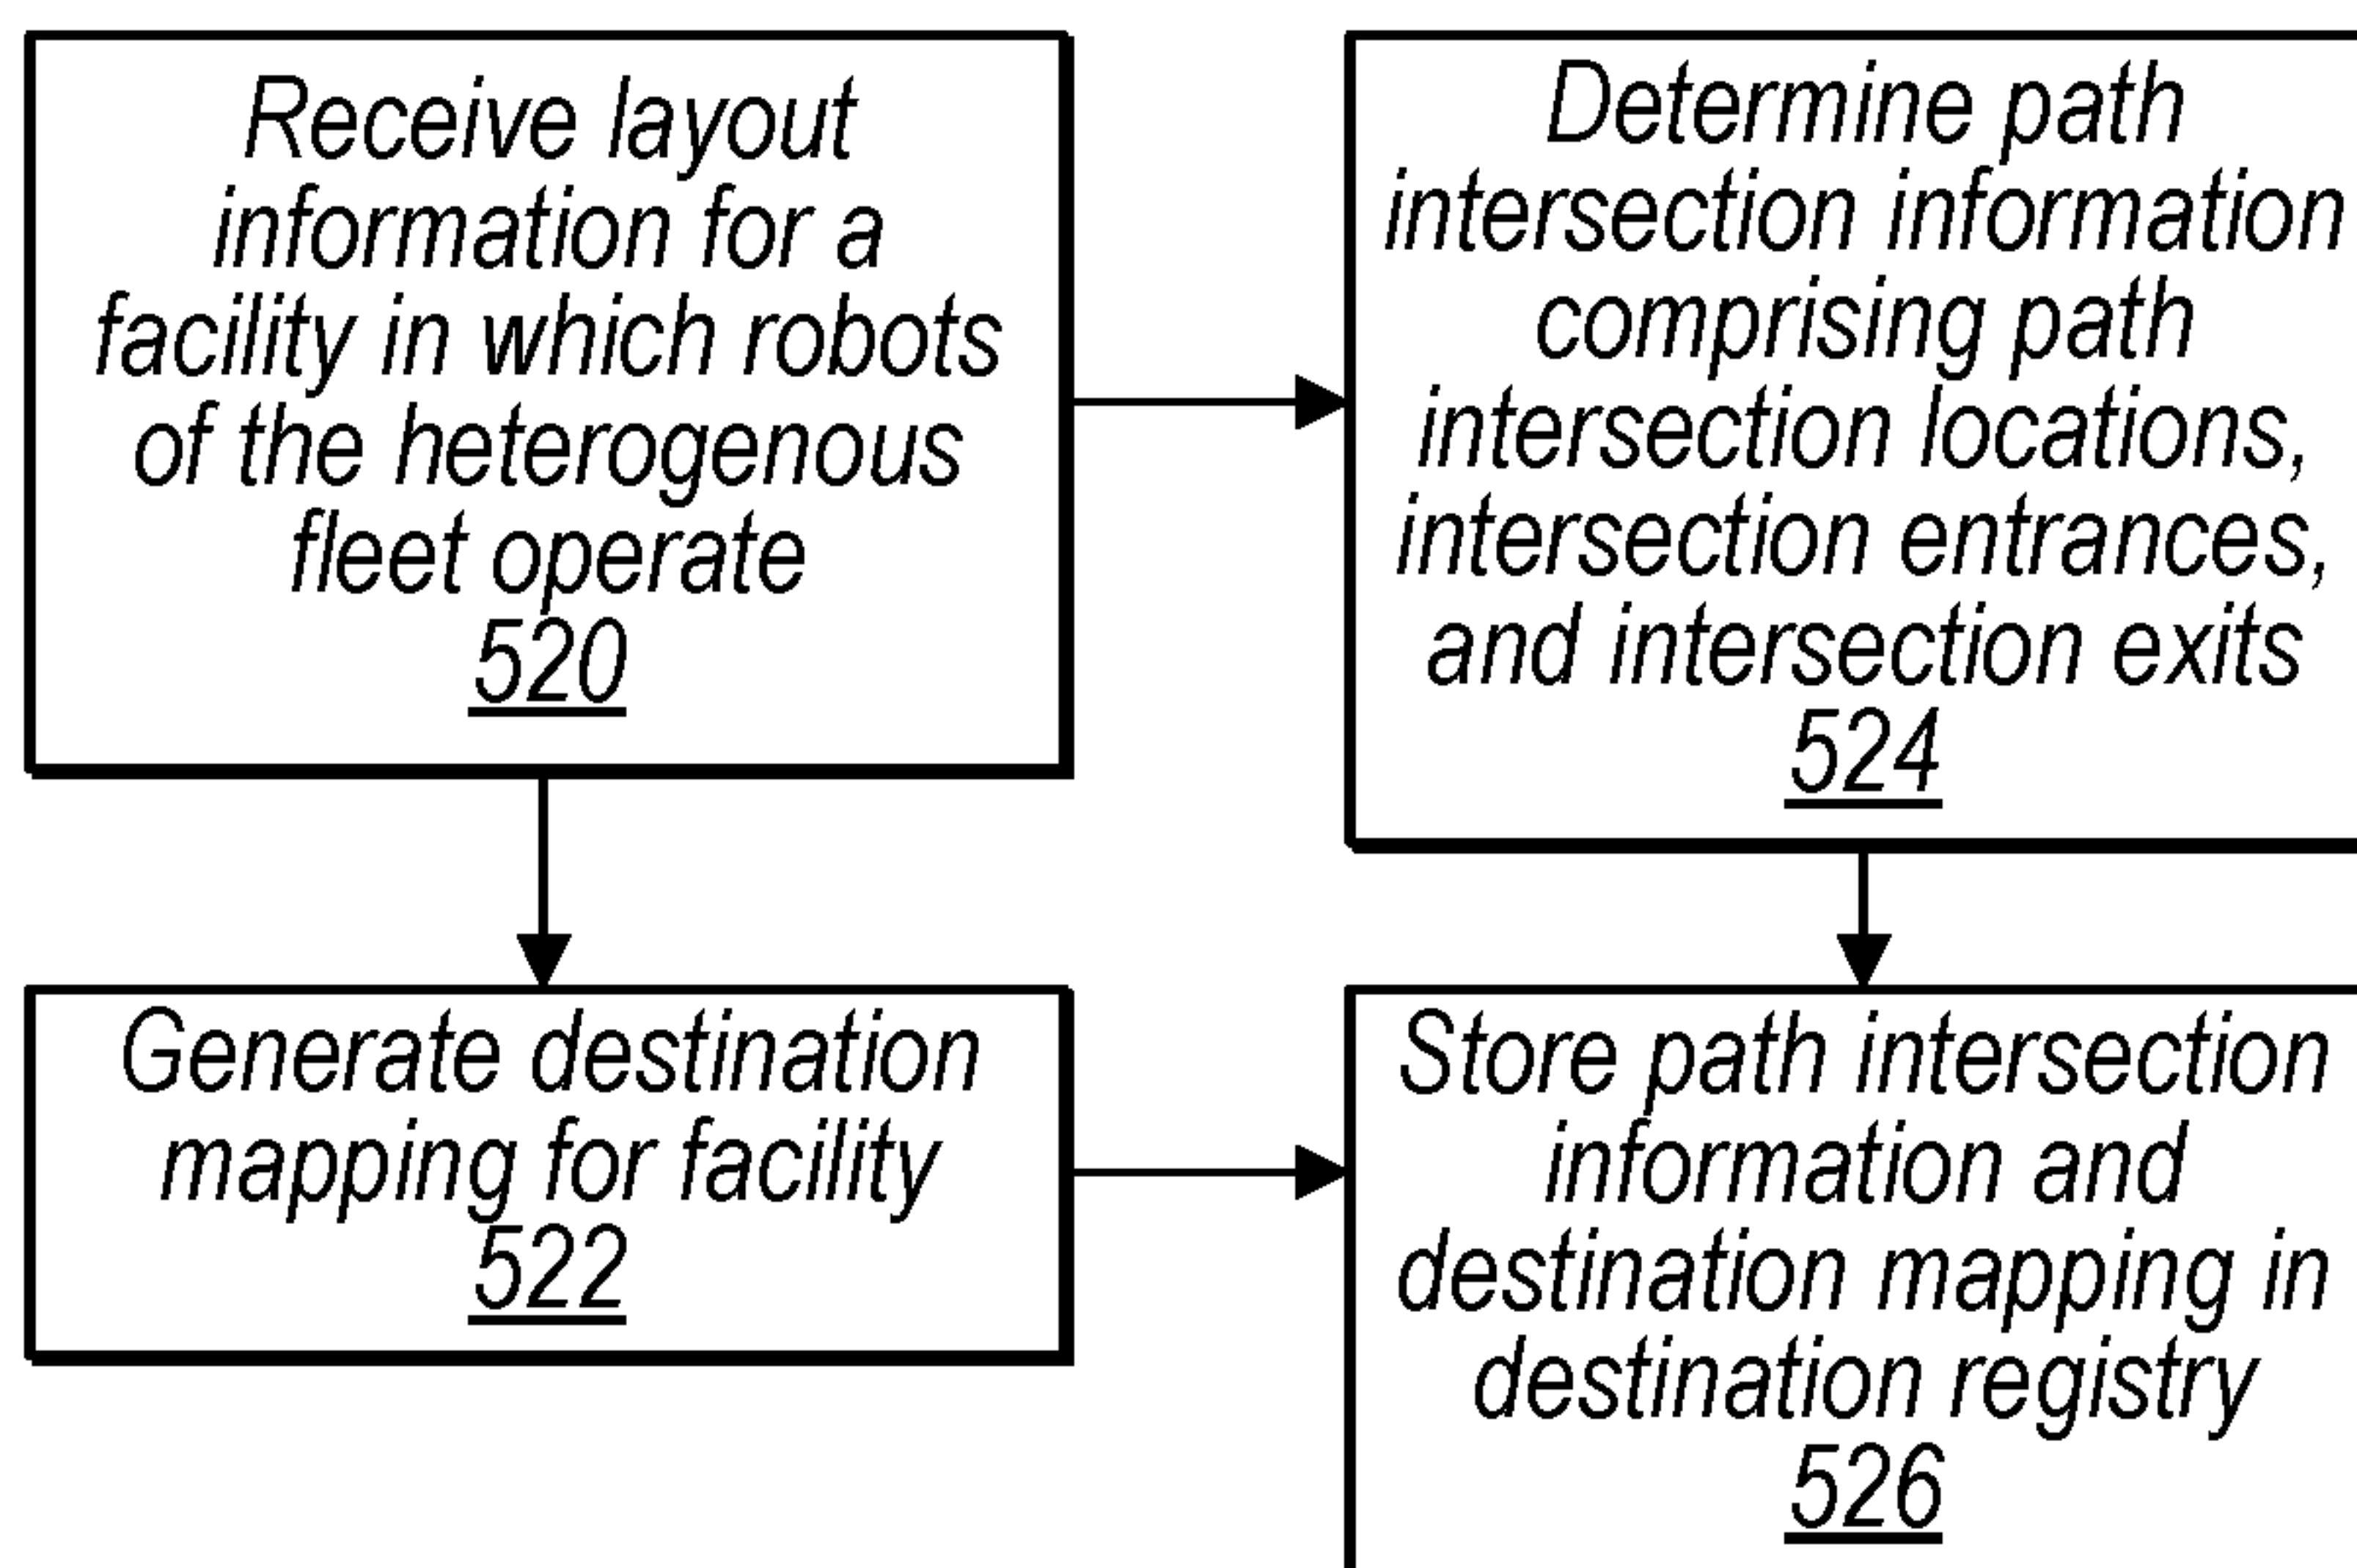 Receive layout
information for a
facility in which robots
of the heterogenous
fleet operate
520
Determine path
intersection information
comprising path
intersection locations,
intersection entrances,
and intersection exits
524
Generate destination
mapping for facility
522
Store path intersection
information and
destination mapping in
destination registry
526